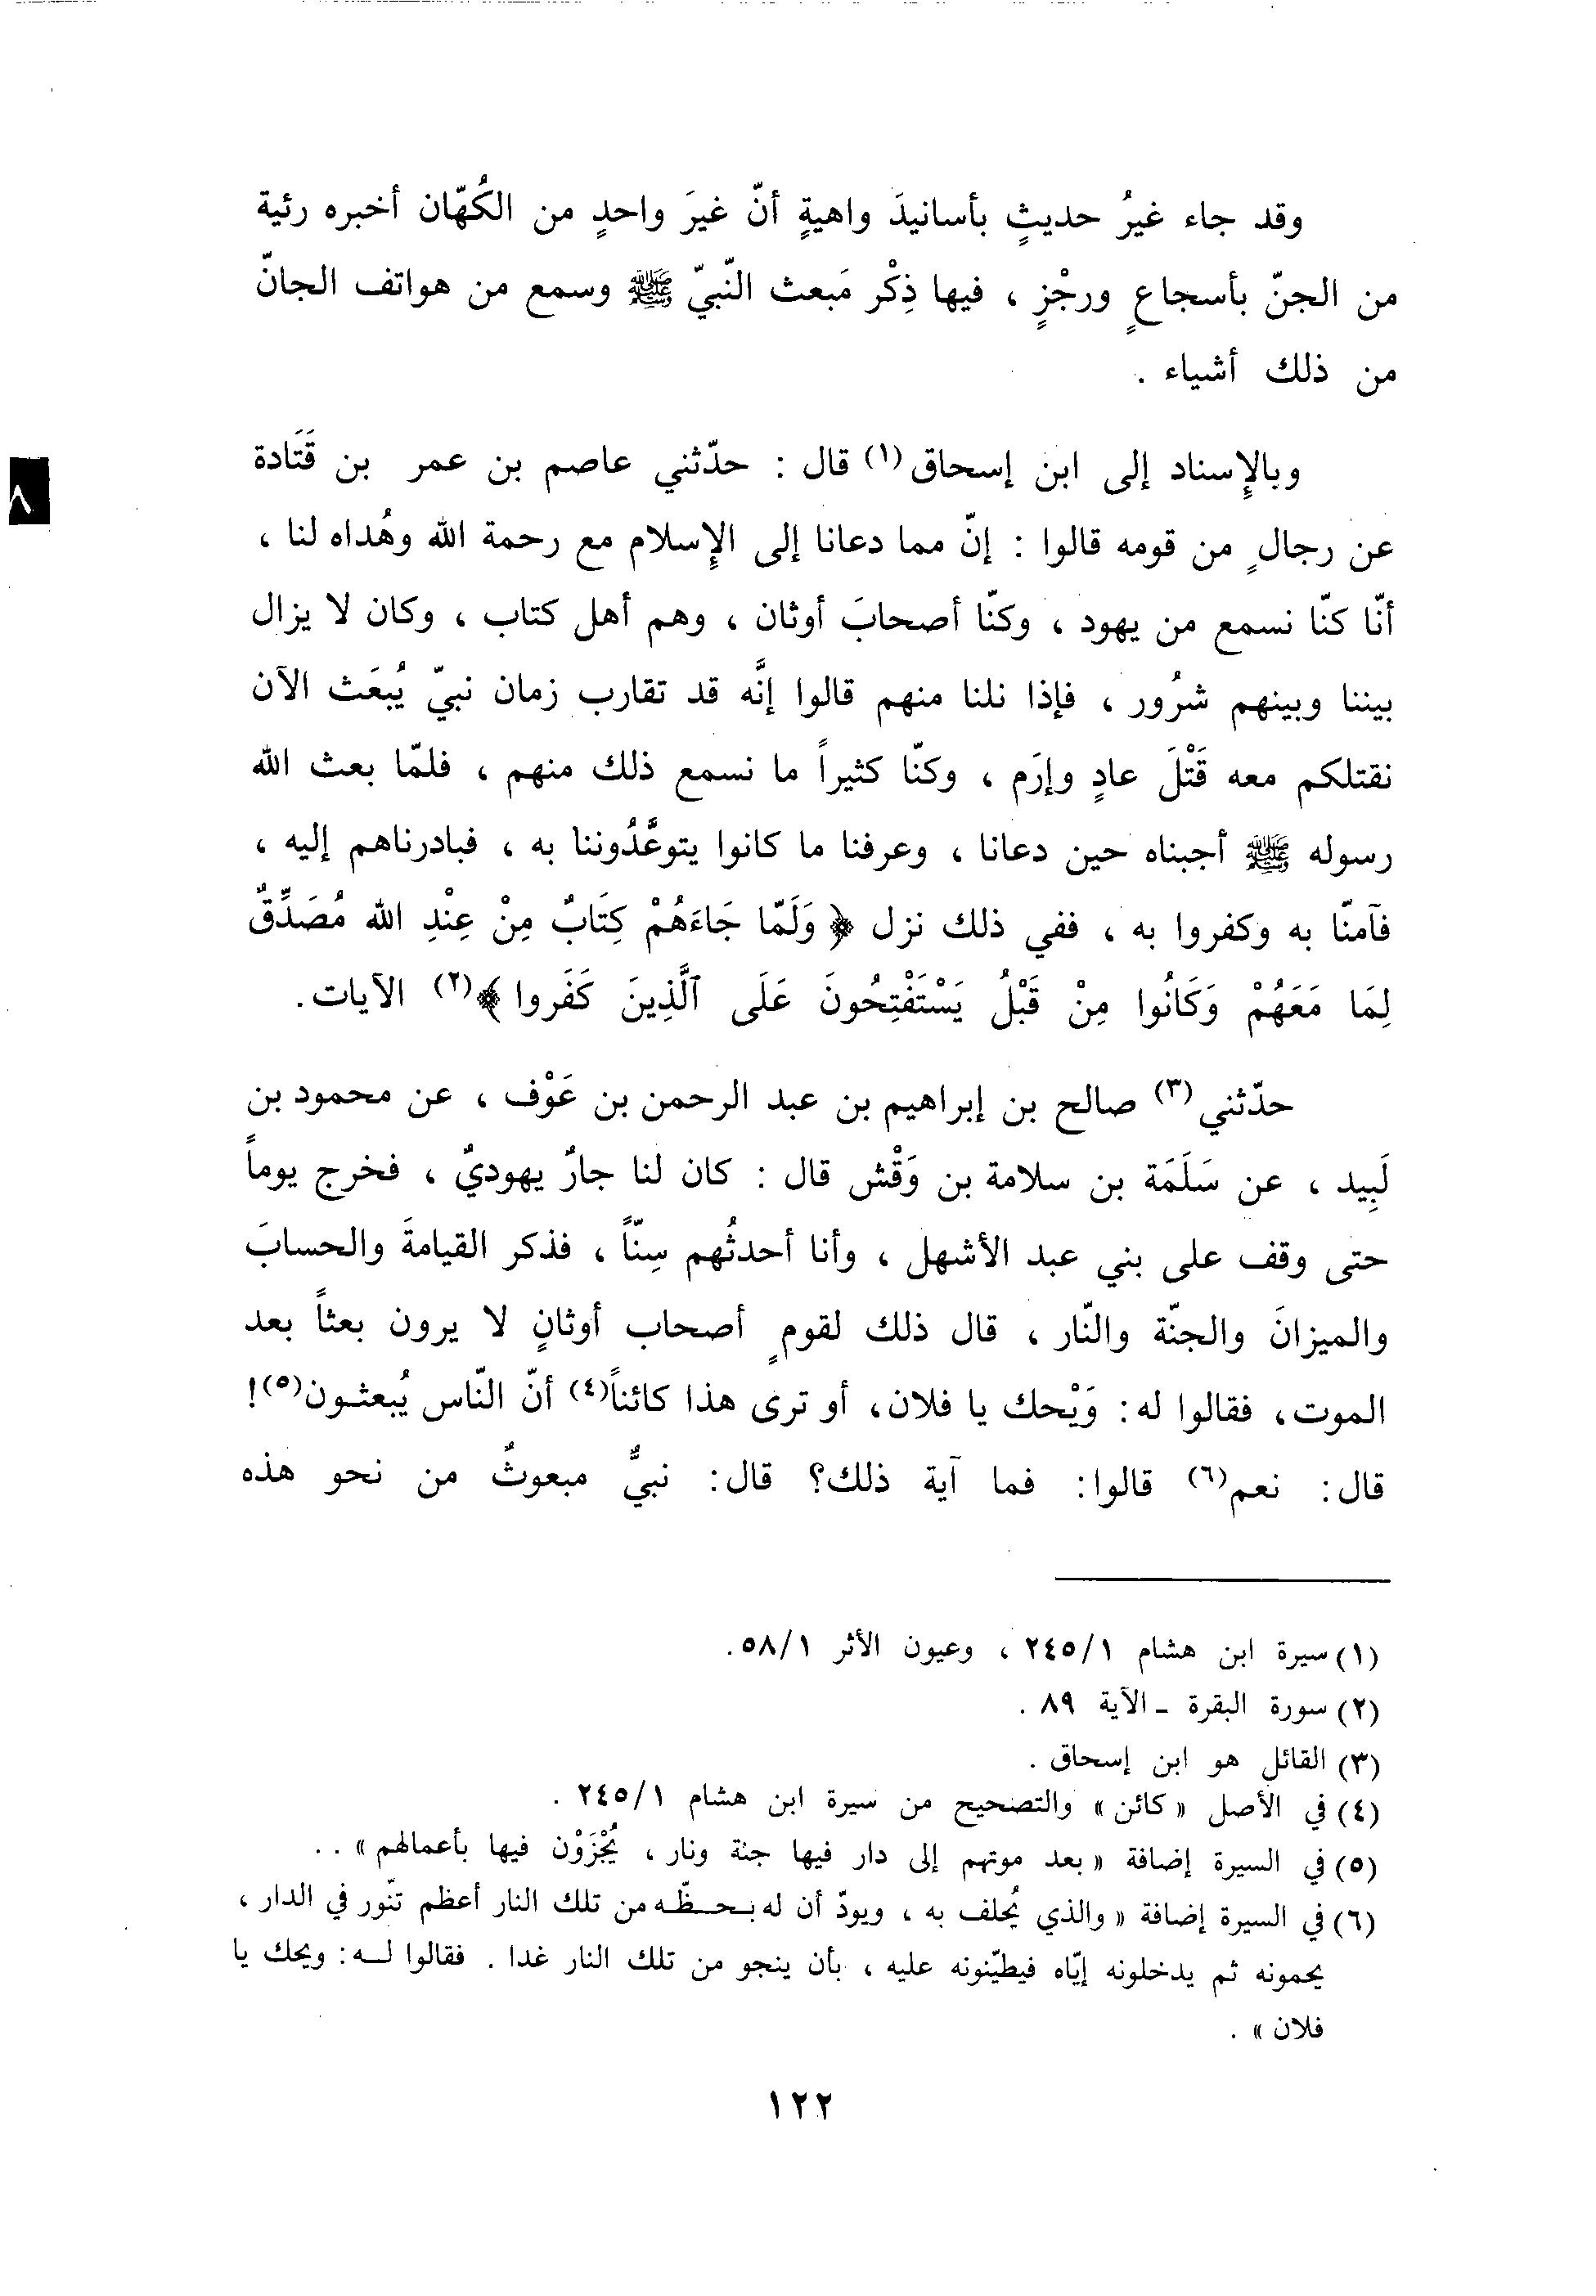 وقد جاء غيرُ حديثٍ بأسانيدَ واهيةٍ أنّ غيرَ واحدٍ من الكُهّان أخبره رئية
من الجنّ بأسجاعٍ ورجْزٍ ، فيها ذِكْر مَبعث النّبيّ ﷺ وسمع من هواتف الجانّ
من ذلك أشياء .
وبالإسناد إلى ابن إسحاق(١) قال : حدّثني عاصم بن عمر بن قَتَادة
عن رجالٍ من قومه قالوا : إنّ مما دعانا إلى الإسلام مع رحمة الله وهُداه لنا ،
أنّا كنّا نسمع من يهود ، وكنّا أصحابَ أوثان ، وهم أهل كتاب ، وكان لا يزال
بيننا وبينهم شرُور ، فإذا نلنا منهم قالوا إنَّه قد تقارب زمان نبيّ يُبعَث الآن
نقتلكم معه قَتْلَ عادٍ وإرَم ، وكنّا كثيراً ما نسمع ذلك منهم ، فلمّا بعث الله
رسوله ﷺ أجبناه حين دعانا ، وعرفنا ما كانوا يتوعَّدُوننا به ، فبادرناهم إليه ،
فآمنّا به وكفروا به ، ففي ذلك نزل ﴿ وَلَمّا جَاءَهُمْ كِتَابٌ مِنْ عِنْدِ الله مُصَدِّقٌ
لِمَا مَعَهُمْ وَكَانُوا مِنْ قَبْلُ يَسْتَفْتِحُونَ عَلَى ٱلَّذِينَ كَفَروا ﴾(٢) الآيات.
حدّثني(٣) صالح بن إبراهيم بن عبد الرحمن بن عَوْف ، عن محمود بن
لَبِيد ، عن سَلَمَة بن سلامة بن وَقْش قال : كان لنا جارٌ يهوديٌ ، فخرج يوماً
حتى وقف على بني عبد الأشهل ، وأنا أحدثُهم سِنّاً ، فذكر القيامةَ والحسابَ
والميزانَ والجنّة والنّار ، قال ذلك لقومٍ أصحاب أوثانٍ لا يرون بعثاً بعد
الموت، فقالوا له: وَيْحك يا فلان، أو ترى هذا كائناً(٤) أنّ النّاس يُبعثون(٥)!
قال: نعم(٦) قالوا: فما آية ذلك؟ قال: نبيٌّ مبعوثٌ من نحو هذه
(١) سيرة ابن هشام ٢٤٥/١ ، وعيون الأثر ٥٨/١.
(٢) سورة البقرة - الآية ٨٩ .
(٣) القائل هو ابن إسحاق .
(٤) في الأصل « كائن » والتصحيح من سيرة ابن هشام ٢٤٥/١ .
(٥) في السيرة إضافة « بعد موتهم إلى دار فيها جنة ونار ، يُجْزَوْن فيها بأعمالهم » . .
(٦) في السيرة إضافة « والذي يُحلف به ، ويودّ أن له بحظّه من تلك النار أعظم تنّور في الدار ،
يحمونه ثم يدخلونه إيّاه فيطيّنونه عليه ، بأن ينجو من تلك النار غدا . فقالوا له: ويحك يا
فلان » .
١٢٢
٨